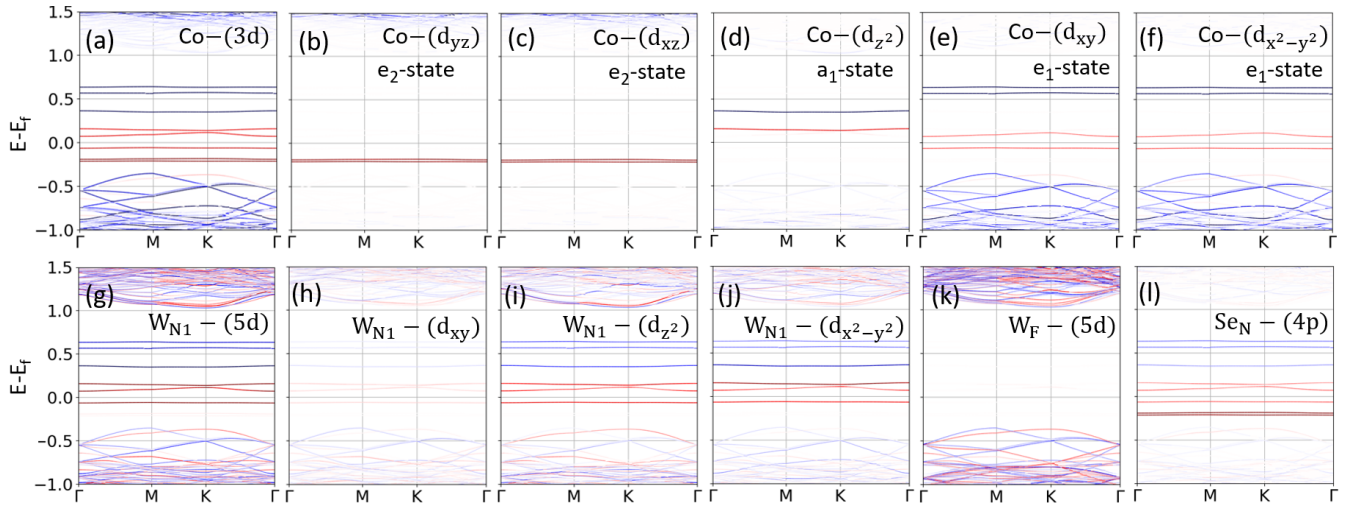 (a) Co−(3d)
(b) Co−(d_yz)
e₂-state
(c) Co−(d_xz)
e₂-state
(d) Co−(d_z²)
a₁-state
(e) Co−(d_xy)
e₁-state
(f) Co−(d_x²−y²)
e₁-state
E-E_f
1.5
1.0
0.5
0.0
−0.5
−1.0
Γ M K Γ
Γ M K Γ
Γ M K Γ
Γ M K Γ
Γ M K Γ
Γ M K Γ
(g) W_N1 − (5d)
(h) W_N1 − (d_xy)
(i) W_N1 − (d_z²)
(j) W_N1 − (d_x²−y²)
(k) W_F − (5d)
(l) Se_N − (4p)
E-E_f
1.5
1.0
0.5
0.0
−0.5
−1.0
Γ M K Γ
Γ M K Γ
Γ M K Γ
Γ M K Γ
Γ M K Γ
Γ M K Γ